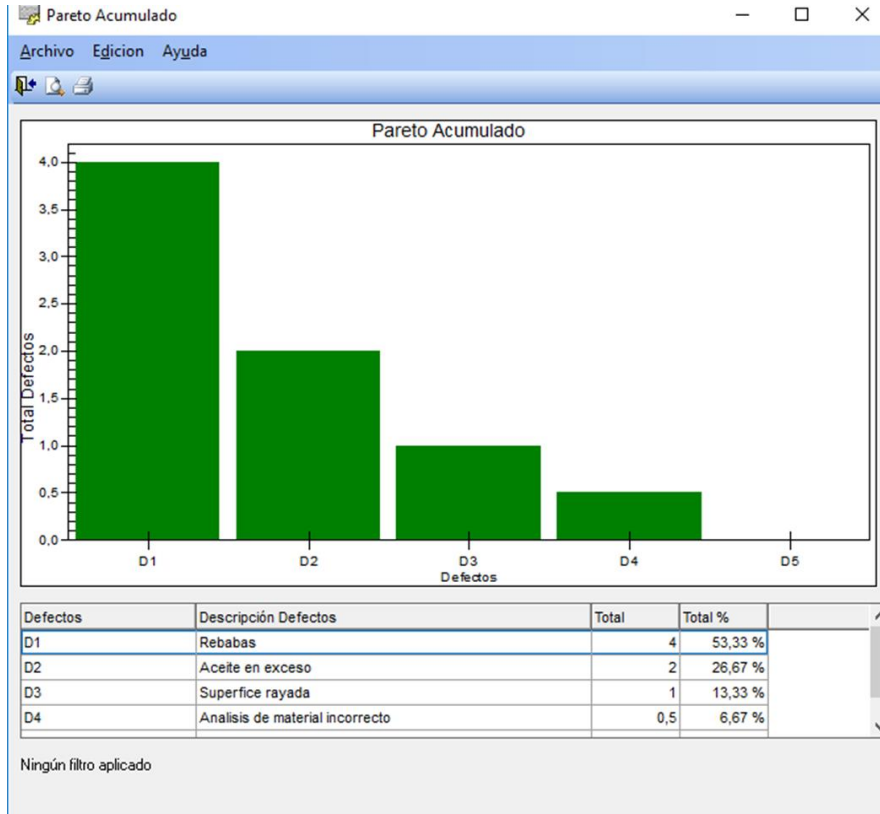 Pareto Acumulado
Archivo Edicion Ayuda
Pareto Acumulado
4,0
3,5
3,0
2,5
2,0
1,5
1,0
0,5
0,0
Total Defectos
D1 D2 D3 D4 D5
Defectos
Defectos Descripción Defectos Total Total %
D1 Rebabas 4 53,33 %
D2 Aceite en exceso 2 26,67 %
D3 Superfice rayada 1 13,33 %
D4 Analisis de material incorrecto 0,5 6,67 %
Ningún filtro aplicado